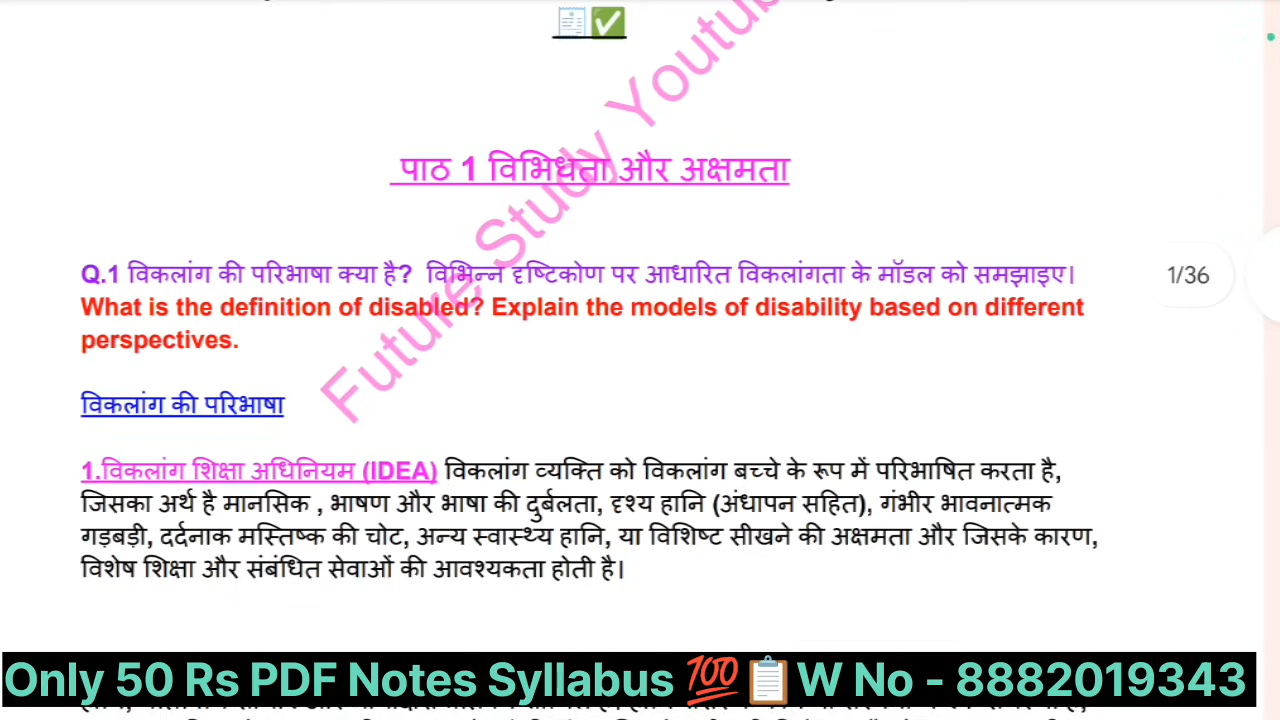 पाठ 1 विभिधता और अक्षमता
Q.1 विकलांग की परिभाषा क्या है? विभिन्न दृष्टिकोण पर आधारित विकलांगता के मॉडल को समझाइए।
1/36
What is the definition of disabled? Explain the models of disability based on different
perspectives.
Future Study Youtub
विकलांग की परिभाषा
1.विकलांग शिक्षा अधिनियम (IDEA) विकलांग व्यक्ति को विकलांग बच्चे के रूप में परिभाषित करता है,
जिसका अर्थ है मानसिक , भाषण और भाषा की दुर्बलता, दृश्य हानि (अंधापन सहित), गंभीर भावनात्मक
गड़बड़ी, दर्दनाक मस्तिष्क की चोट, अन्य स्वास्थ्य हानि, या विशिष्ट सीखने की अक्षमता और जिसके कारण,
विशेष शिक्षा और संबंधित सेवाओं की आवश्यकता होती है।
Only 50 Rs PDF Notes Syllabus 💯📋W No - 8882019343